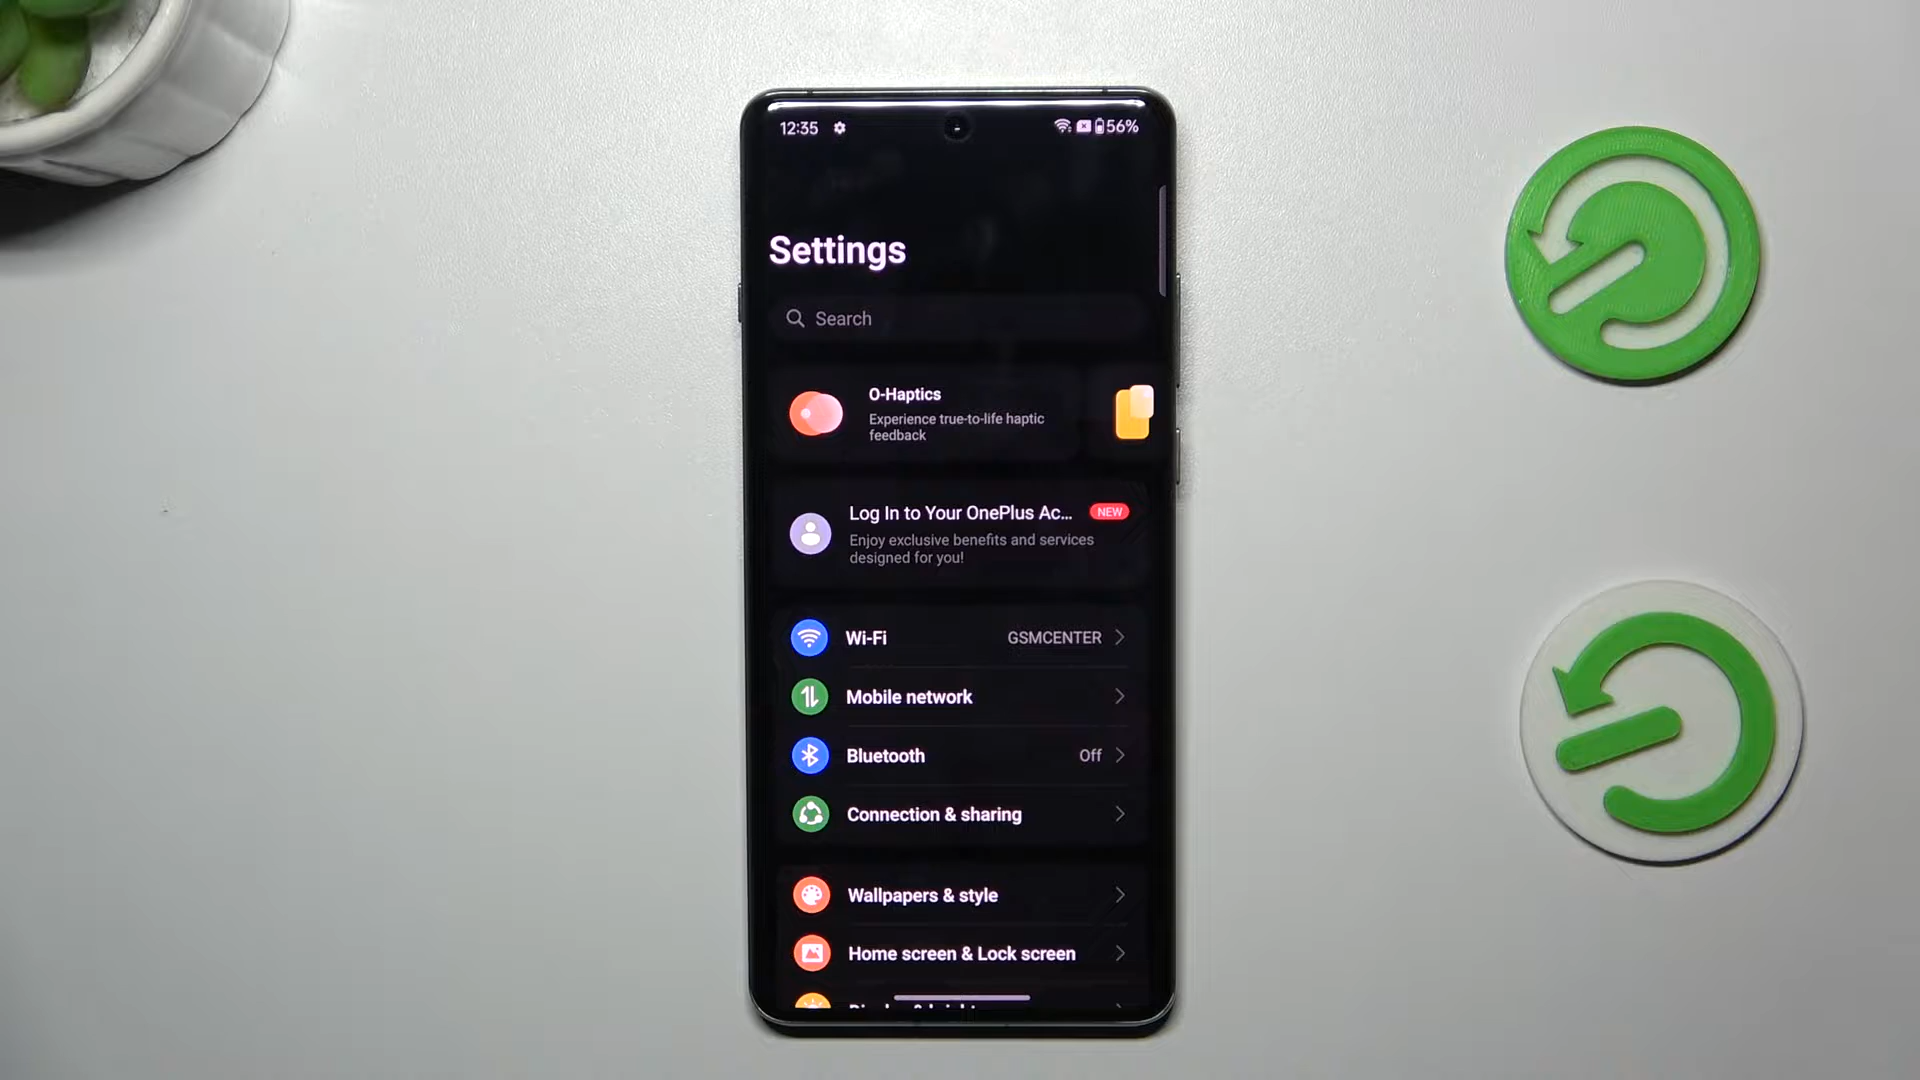 12:35
56%
Settings
Search
O-Haptics
Experience true-to-life haptic
feedback
Log In to Your OnePlus Ac...
NEW
Enjoy exclusive benefits and services
designed for you!
Wi-Fi
GSMCENTER
Mobile network
Bluetooth
Off
Connection & sharing
Wallpapers & style
Home screen & Lock screen